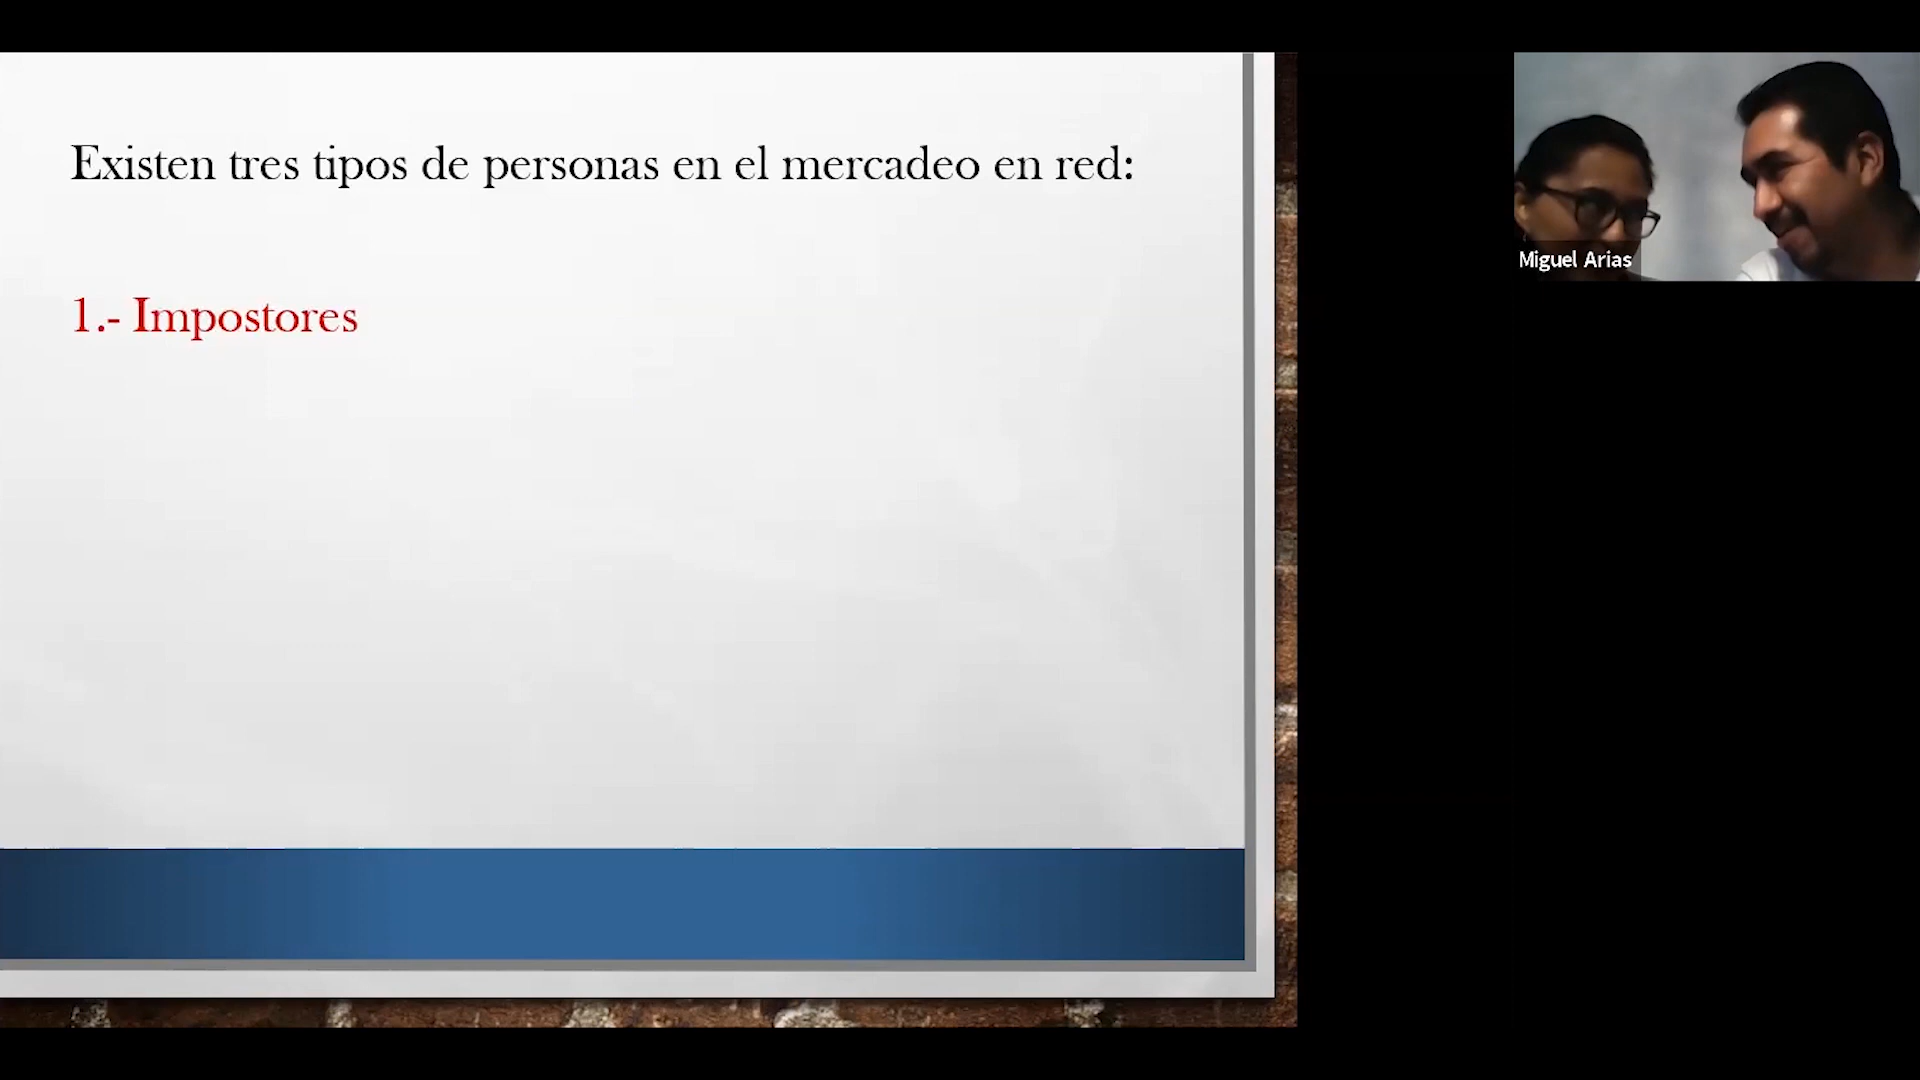 Existen tres tipos de personas en el mercadeo en red:
1.- Impostores
Miguel Arias